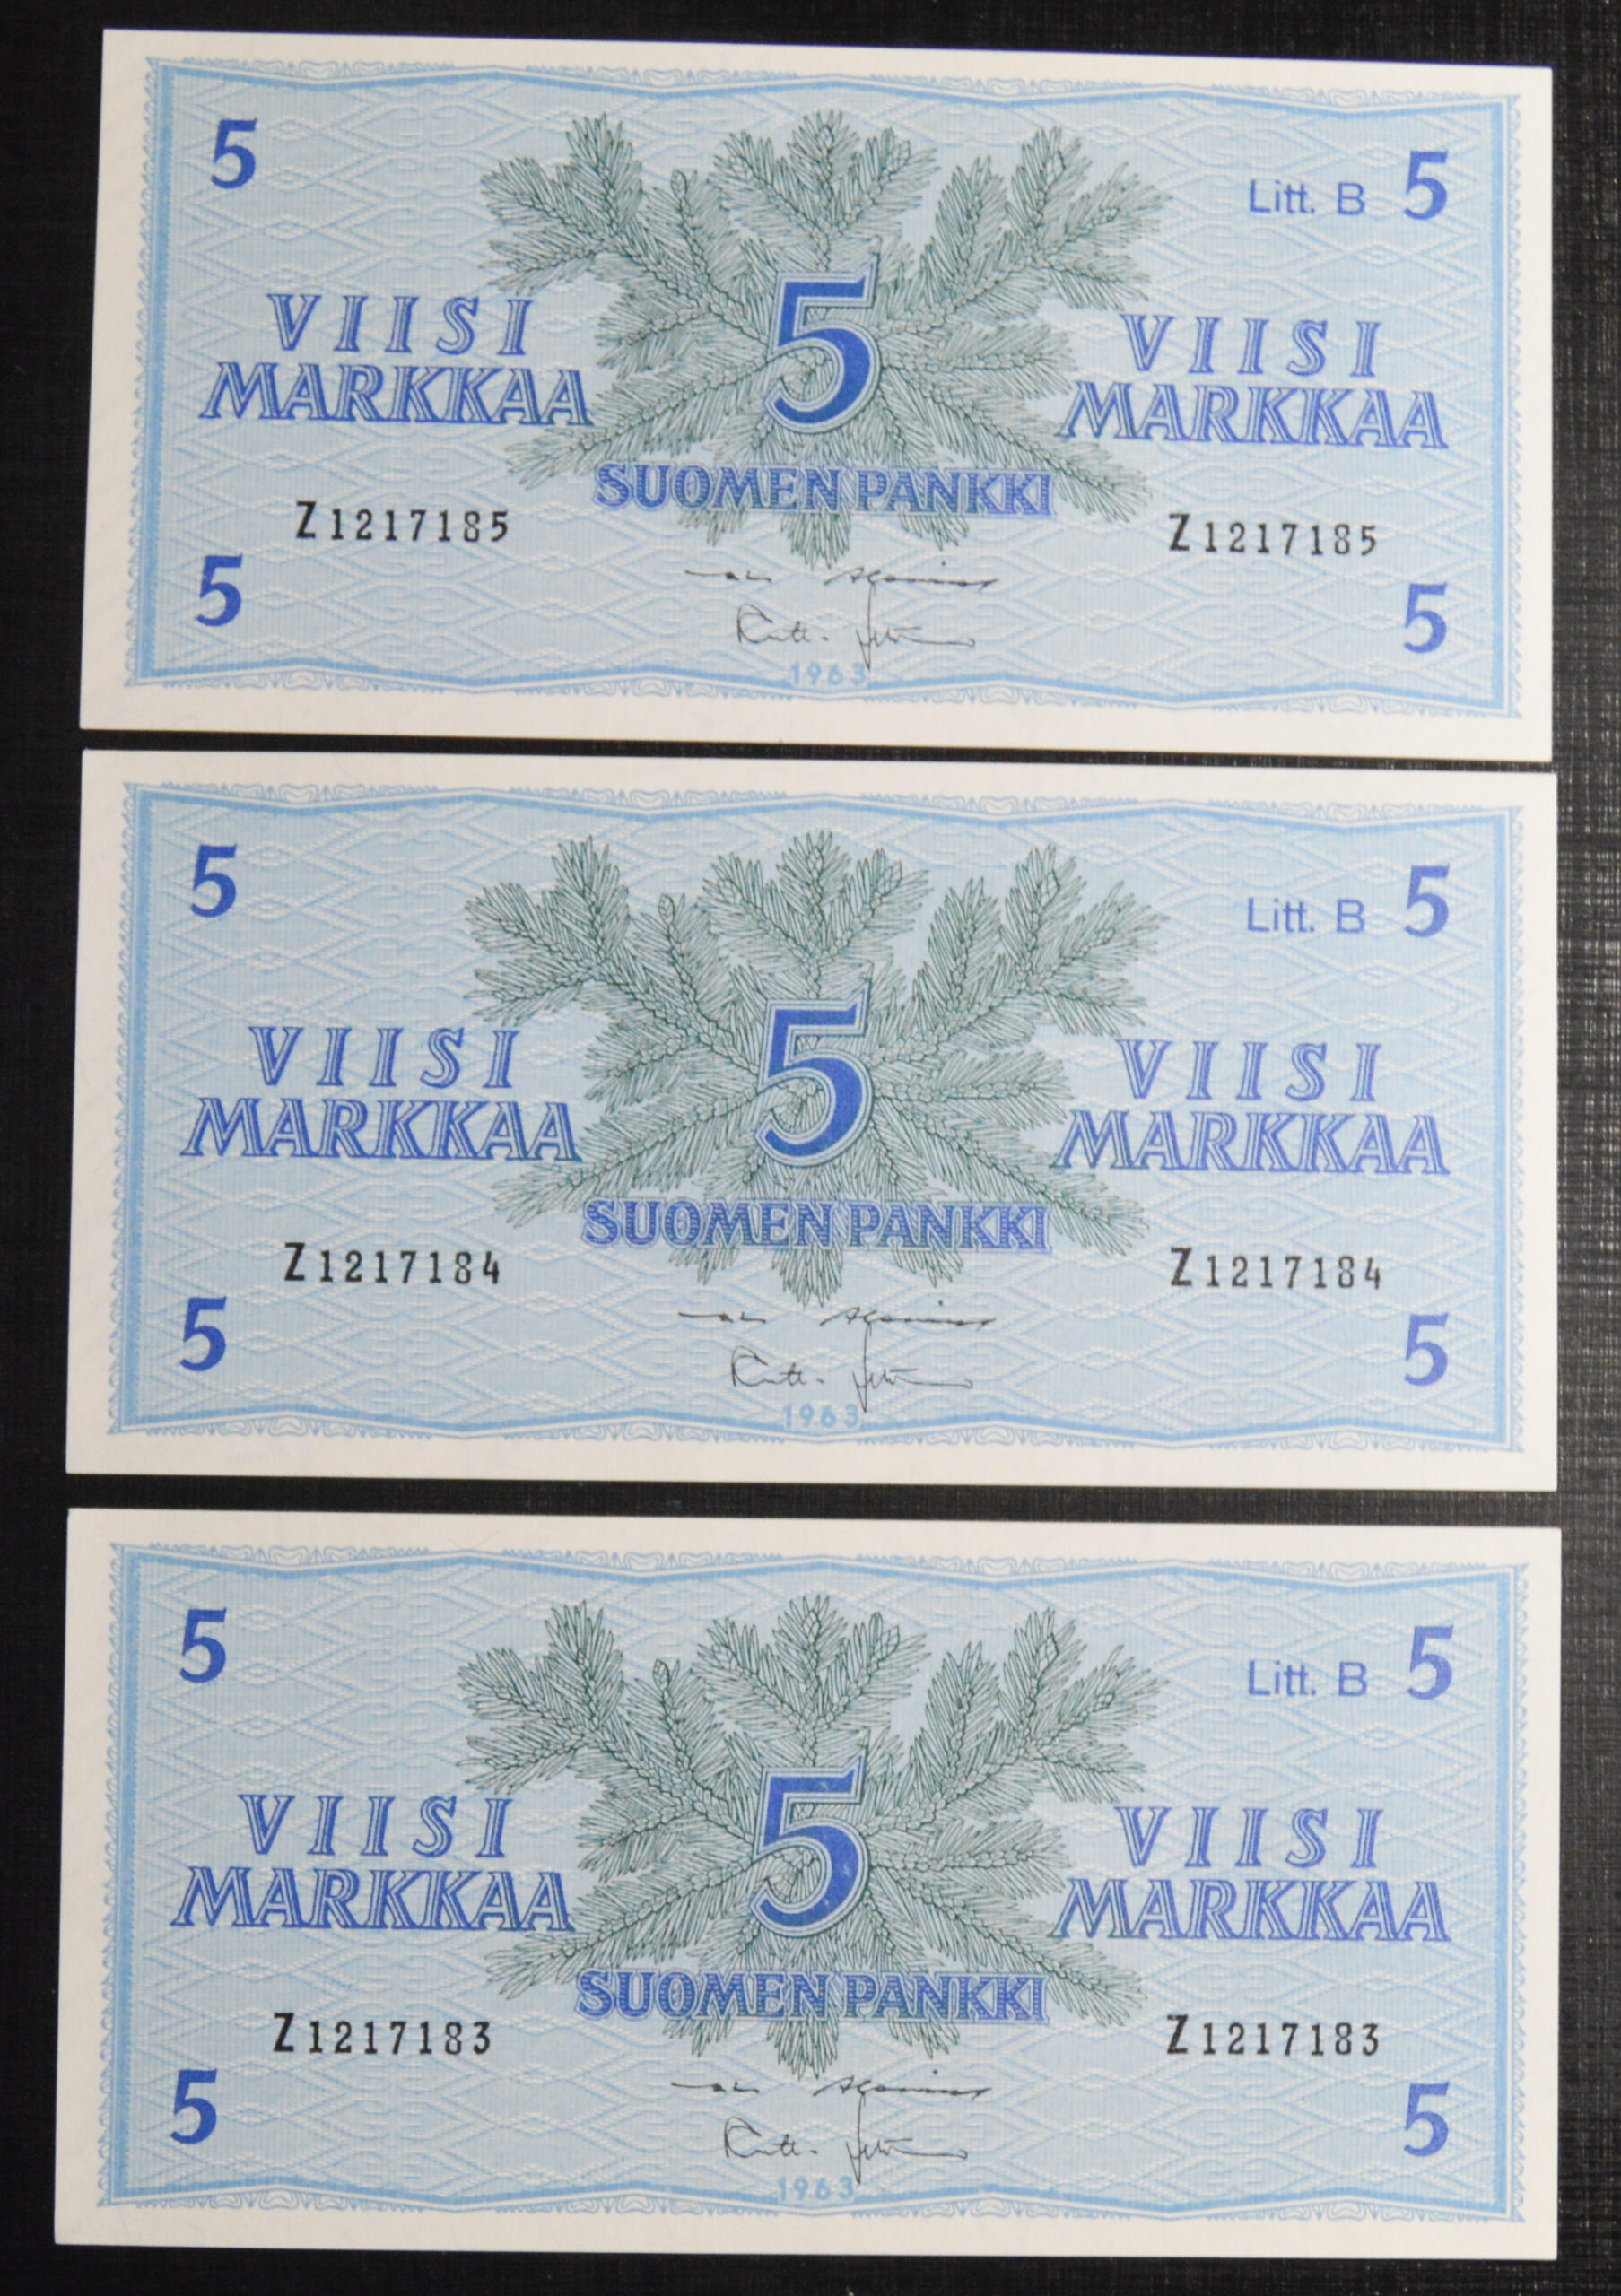 5
Litt. B 5
VIISI VIISI
MARKKAA 5 MARKKAA
SUOMEN PANKKI
Z1217185 Z1217185
5 5
1963
5
Litt. B 5
VIISI VIISI
MARKKAA 5 MARKKAA
SUOMEN PANKKI
Z1217184 Z1217184
5 5
1963
5
Litt. B 5
VIISI VIISI
MARKKAA 5 MARKKAA
SUOMEN PANKKI
Z1217183 Z1217183
5 5
1963